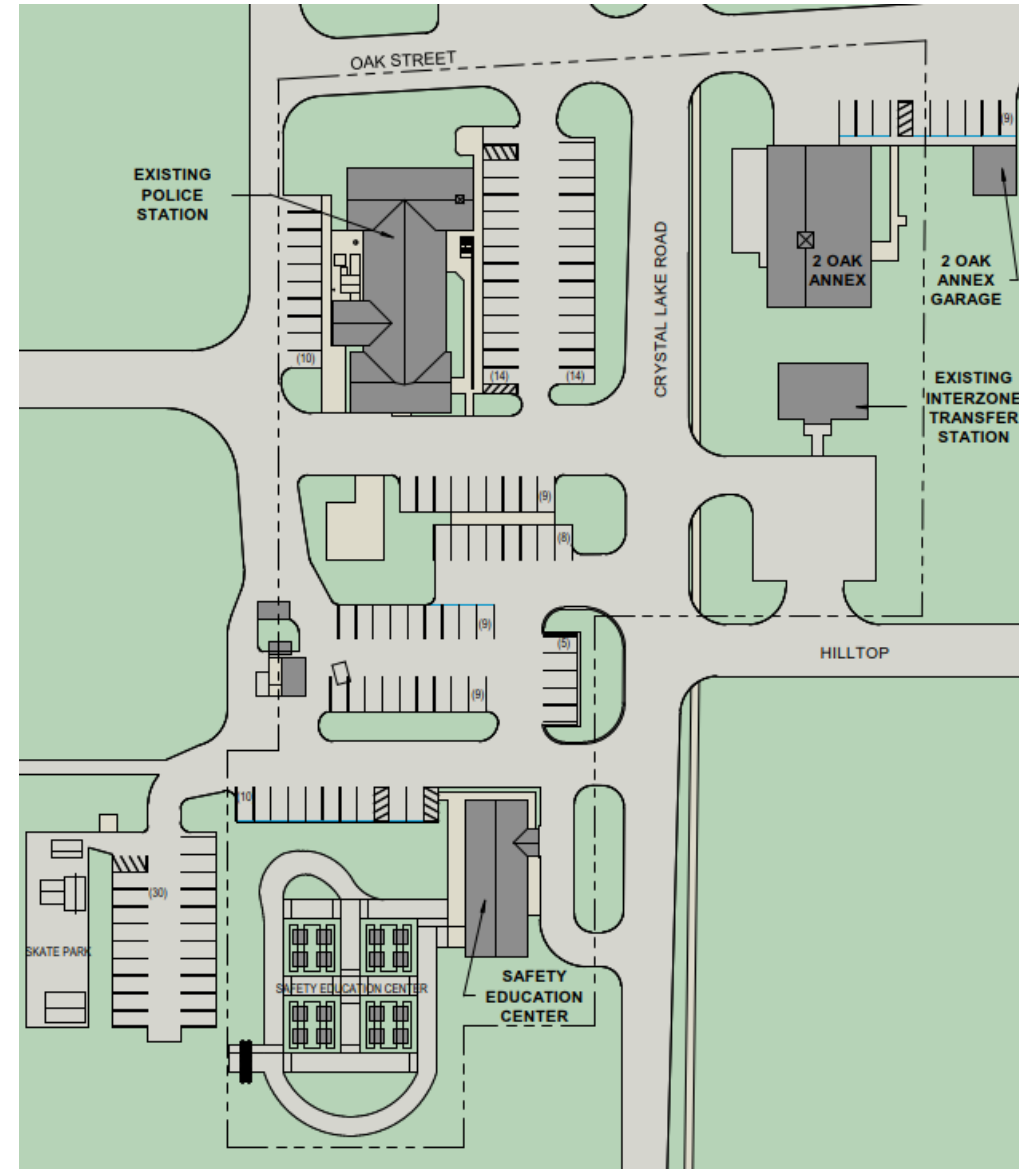 OAK STREET
(9)
EXISTING
POLICE
STATION
CRYSTAL LAKE ROAD
2 OAK
ANNEX
2 OAK
ANNEX
GARAGE
(10)
(14)
(14)
EXISTING
INTERZONE
TRANSFER
STATION
(9)
(8)
(9)
(5)
HILLTOP
(9)
(10
(30)
SKATE PARK
SAFETY EDUCATION CENTER
SAFETY
EDUCATION
CENTER